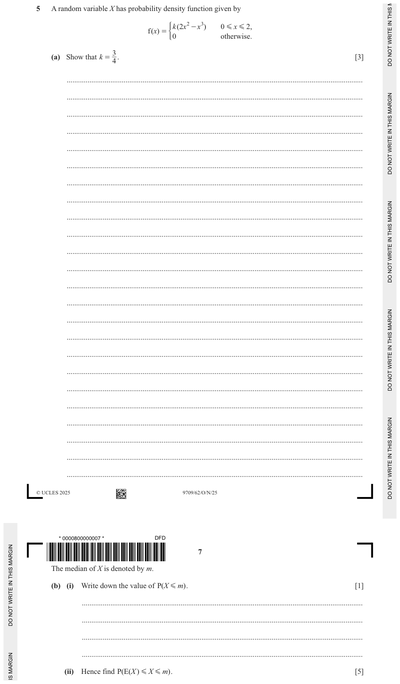 5 A random variable X has probability density function given by
f(x) = { k(2x² − x³) 0 ⩽ x ⩽ 2,
0 otherwise.
(a) Show that k = 3/4. [3]
DO NOT WRITE IN THIS MARGIN
DO NOT WRITE IN THIS MARGIN
DO NOT WRITE IN THIS MARGIN
DO NOT WRITE IN THIS MARGIN
DO NOT WRITE IN THIS MARGIN
© UCLES 2025 9709/62/O/N/25
* 0000800000007 * DFD
7
DO NOT WRITE IN THIS MARGIN
The median of X is denoted by m.
(b) (i) Write down the value of P(X ⩽ m). [1]
(ii) Hence find P(E(X) ⩽ X ⩽ m). [5]
IS MARGIN